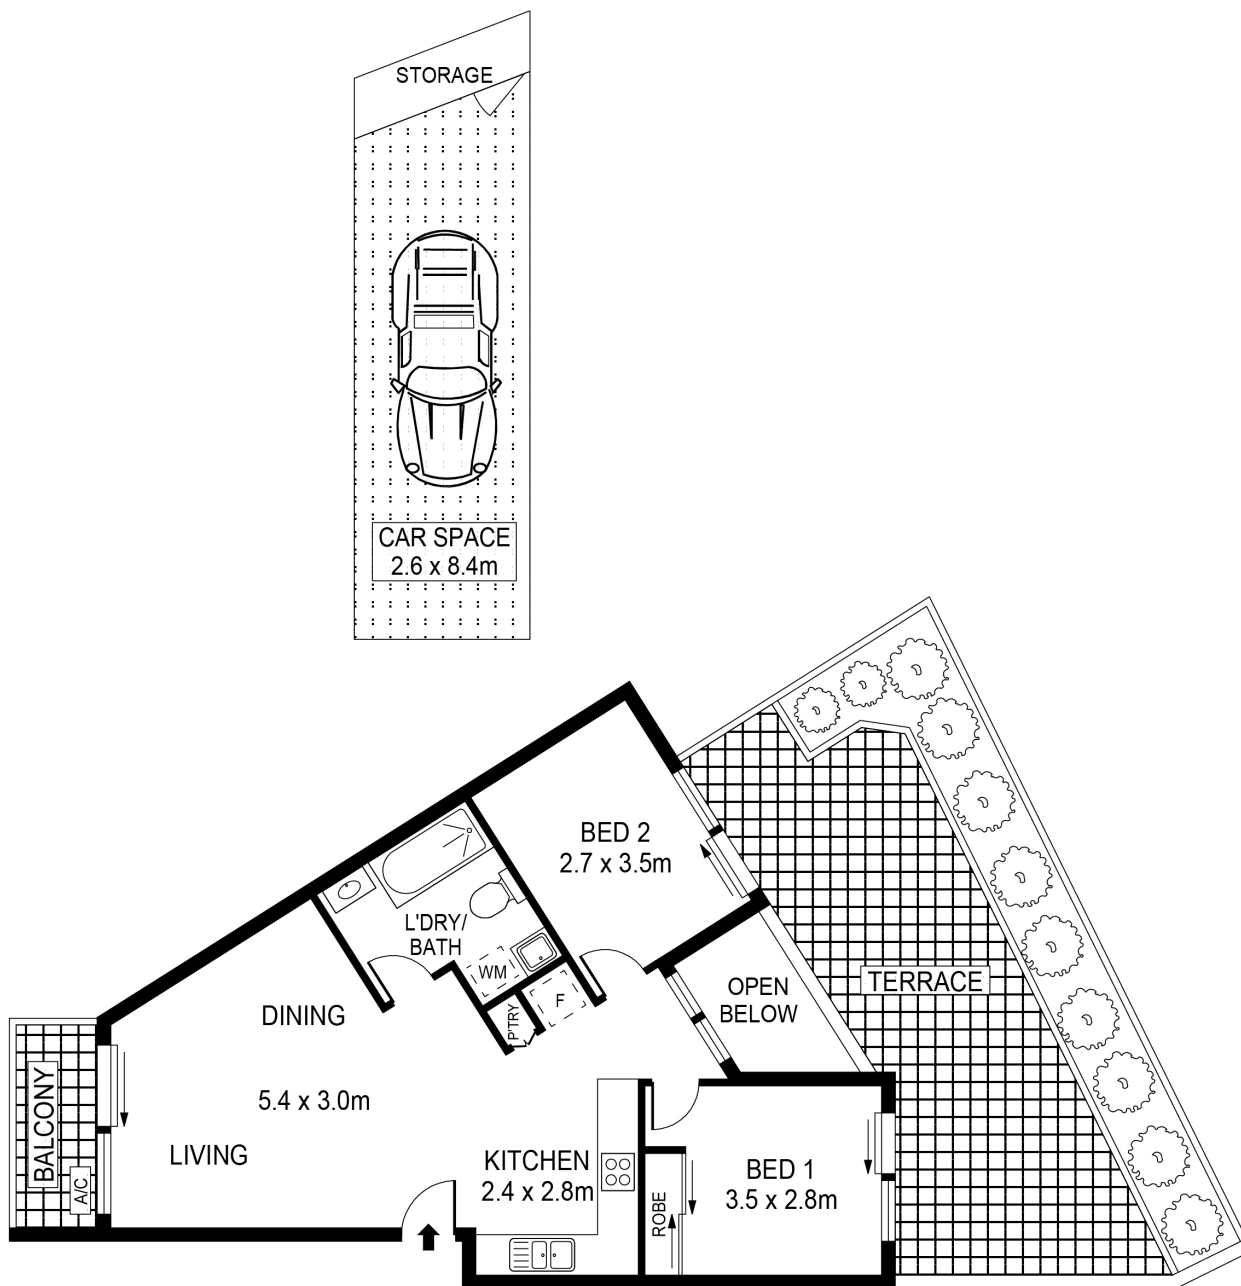 STORAGE
CAR SPACE
2.6 x 8.4m
BED 2
2.7 x 3.5m
L'DRY/
BATH
WM
F
P'TRY
OPEN
BELOW
TERRACE
DINING
5.4 x 3.0m
LIVING
BALCONY
A/C
KITCHEN
2.4 x 2.8m
ROBE
BED 1
3.5 x 2.8m